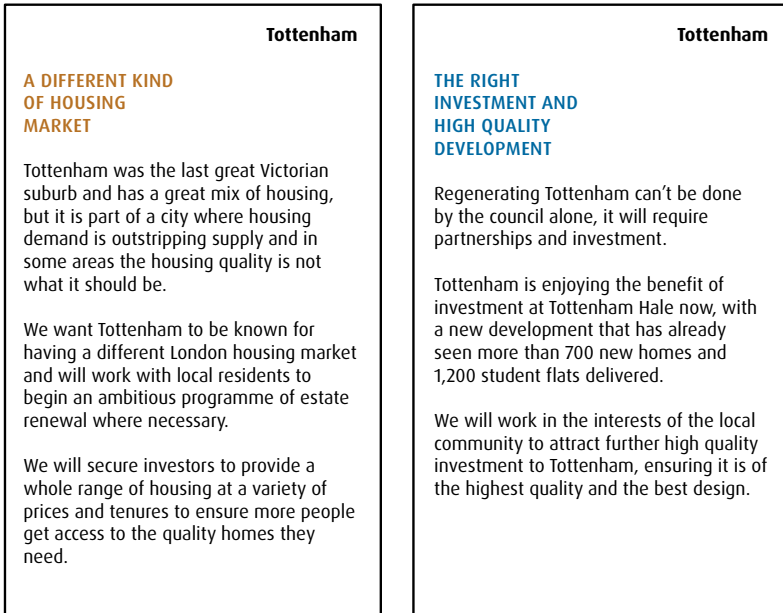 Tottenham
A DIFFERENT KIND
OF HOUSING
MARKET
Tottenham was the last great Victorian
suburb and has a great mix of housing,
but it is part of a city where housing
demand is outstripping supply and in
some areas the housing quality is not
what it should be.
We want Tottenham to be known for
having a different London housing market
and will work with local residents to
begin an ambitious programme of estate
renewal where necessary.
We will secure investors to provide a
whole range of housing at a variety of
prices and tenures to ensure more people
get access to the quality homes they
need.
Tottenham
THE RIGHT
INVESTMENT AND
HIGH QUALITY
DEVELOPMENT
Regenerating Tottenham can’t be done
by the council alone, it will require
partnerships and investment.
Tottenham is enjoying the benefit of
investment at Tottenham Hale now, with
a new development that has already
seen more than 700 new homes and
1,200 student flats delivered.
We will work in the interests of the local
community to attract further high quality
investment to Tottenham, ensuring it is of
the highest quality and the best design.